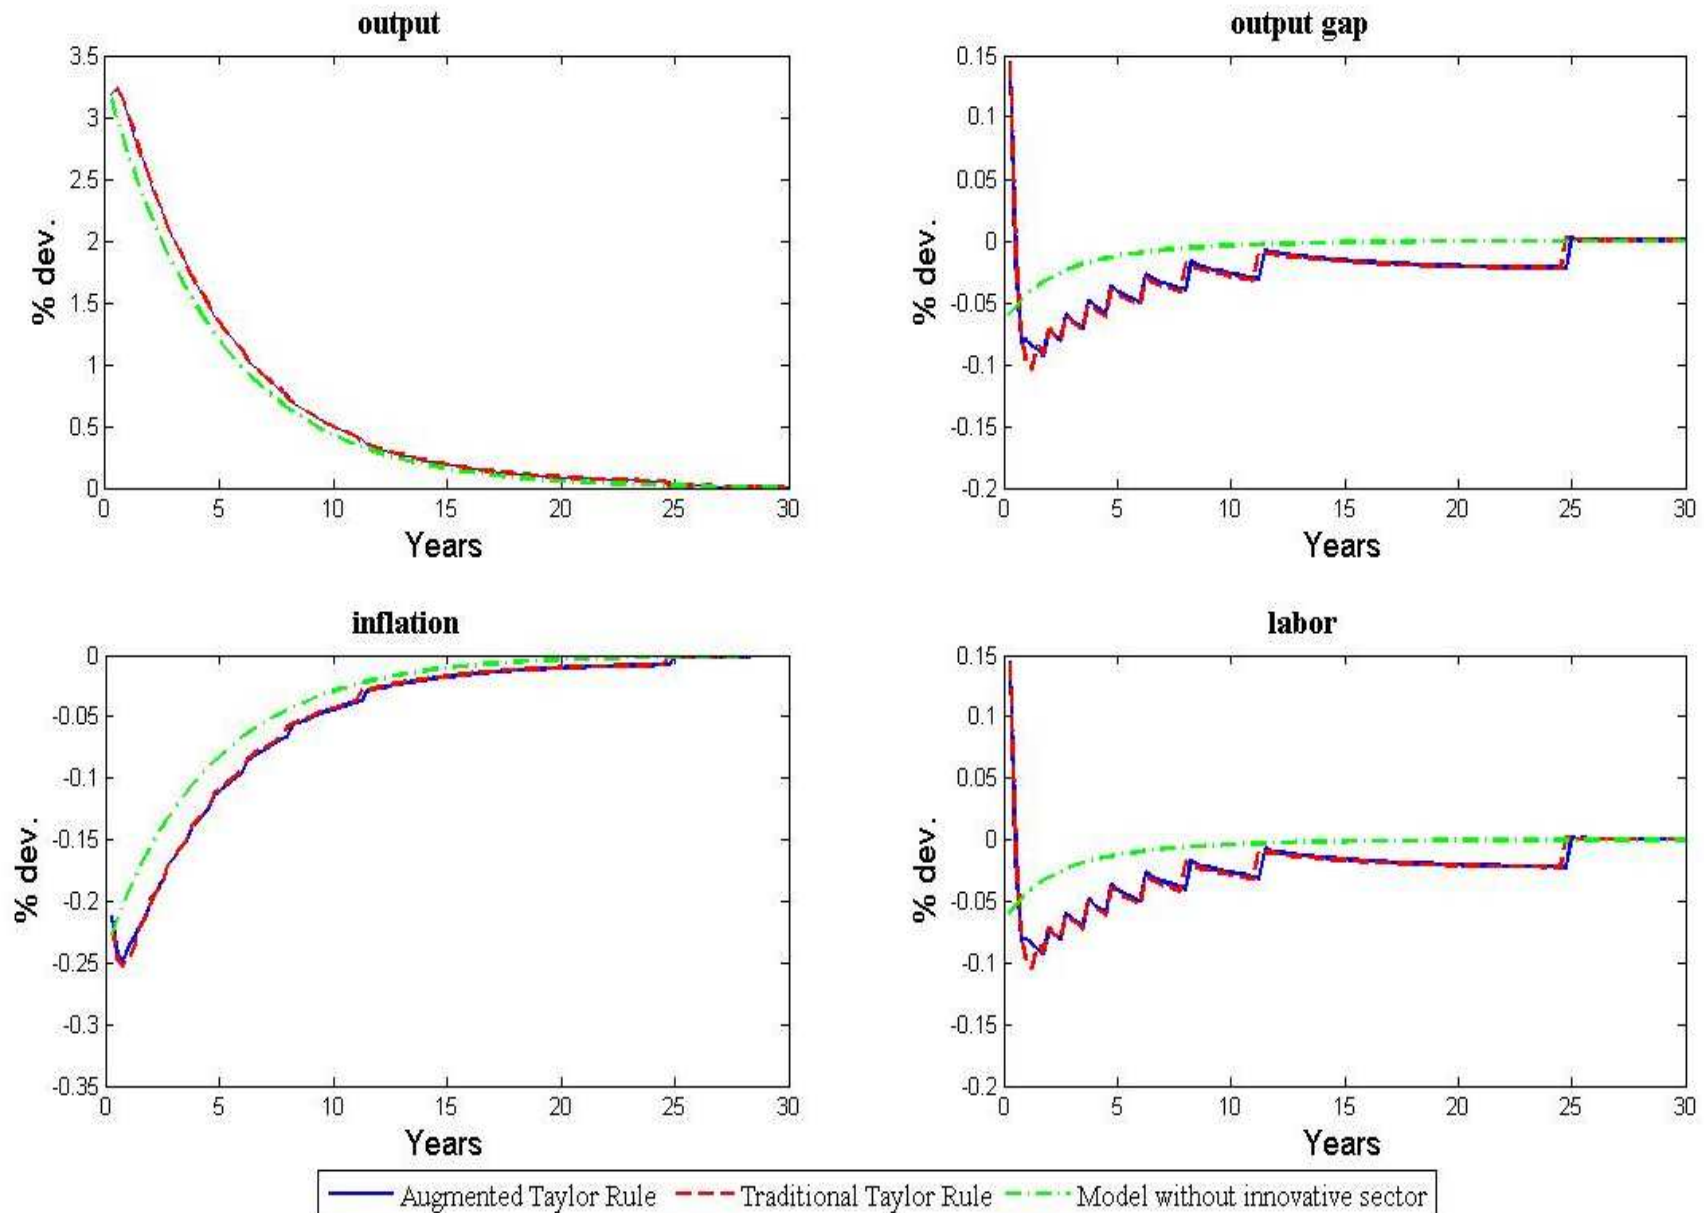 output
3.5
3
2.5
2
1.5
1
0.5
0
% dev.
0 5 10 15 20 25 30
Years
output gap
0.15
0.1
0.05
0
-0.05
-0.1
-0.15
-0.2
% dev.
0 5 10 15 20 25 30
Years
inflation
0
-0.05
-0.1
-0.15
-0.2
-0.25
-0.3
-0.35
% dev.
0 5 10 15 20 25 30
Years
labor
0.15
0.1
0.05
0
-0.05
-0.1
-0.15
-0.2
% dev.
0 5 10 15 20 25 30
Years
Augmented Taylor Rule Traditional Taylor Rule Model without innovative sector